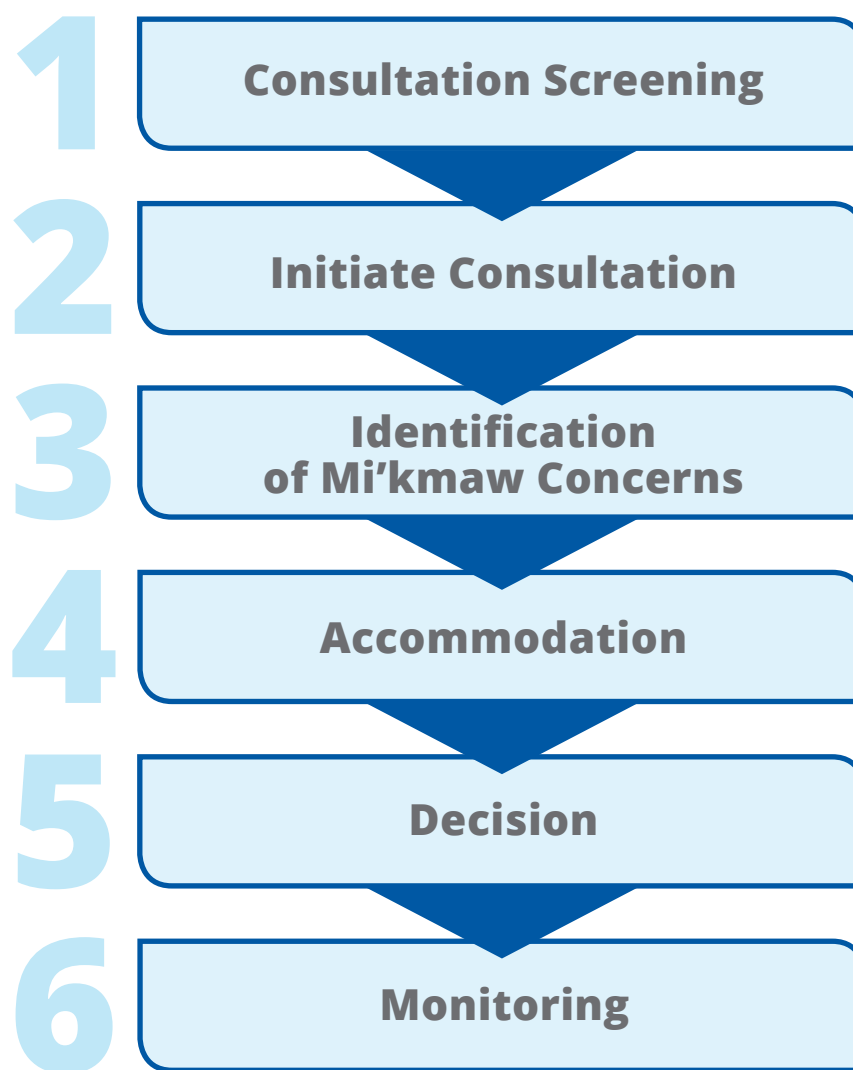 1
Consultation Screening
2
Initiate Consultation
3
Identification
of Mi’kmaw Concerns
4
Accommodation
5
Decision
6
Monitoring